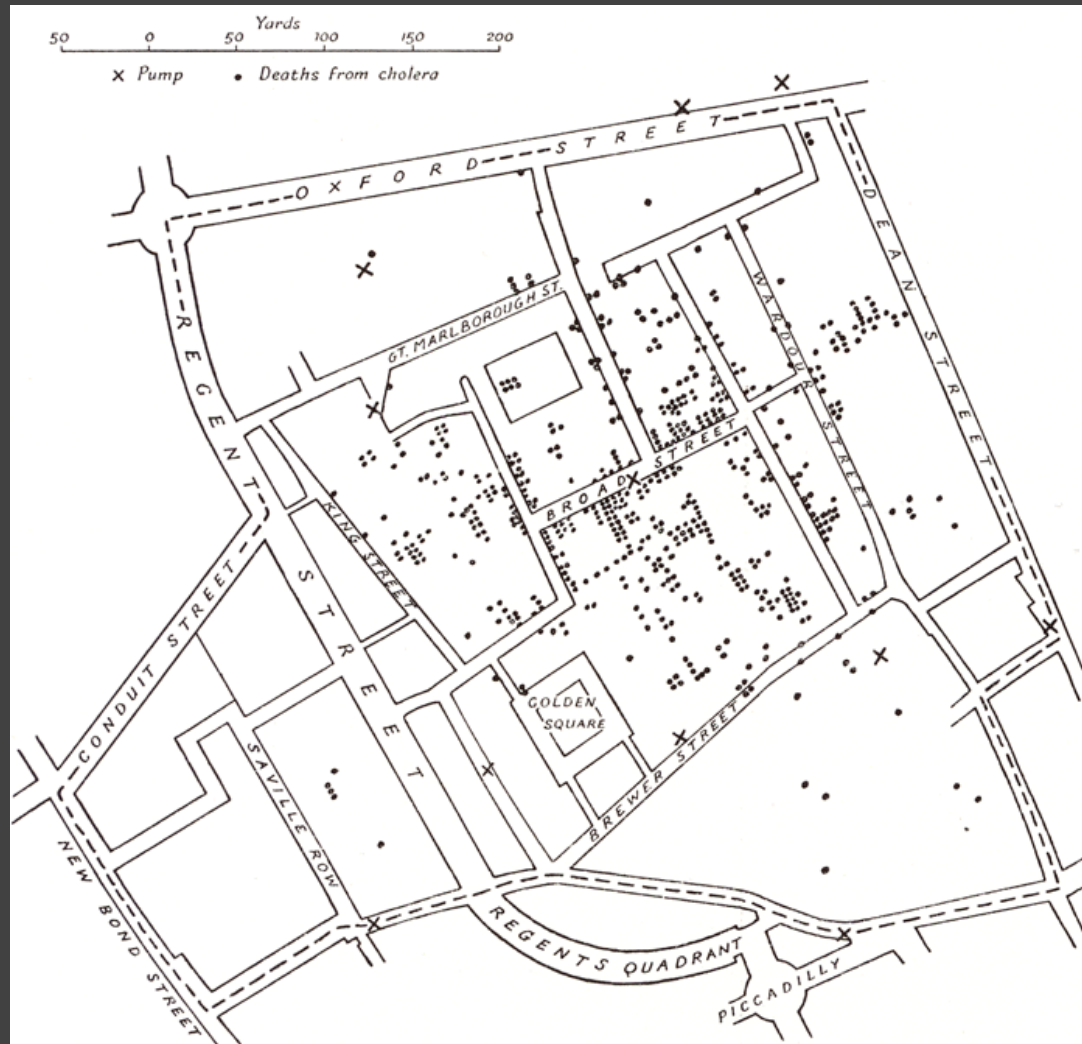 Yards
50 0 50 100 150 200
× Pump • Deaths from cholera
OXFORD STREET
DEAN STREET
REGENT STREET
GT. MARLBOROUGH ST.
WARDOUR STREET
BROAD STREET
KING STREET
CONDUIT STREET
GOLDEN SQUARE
SAVILLE ROW
BREWER STREET
NEW BOND STREET
REGENTS QUADRANT
PICCADILLY